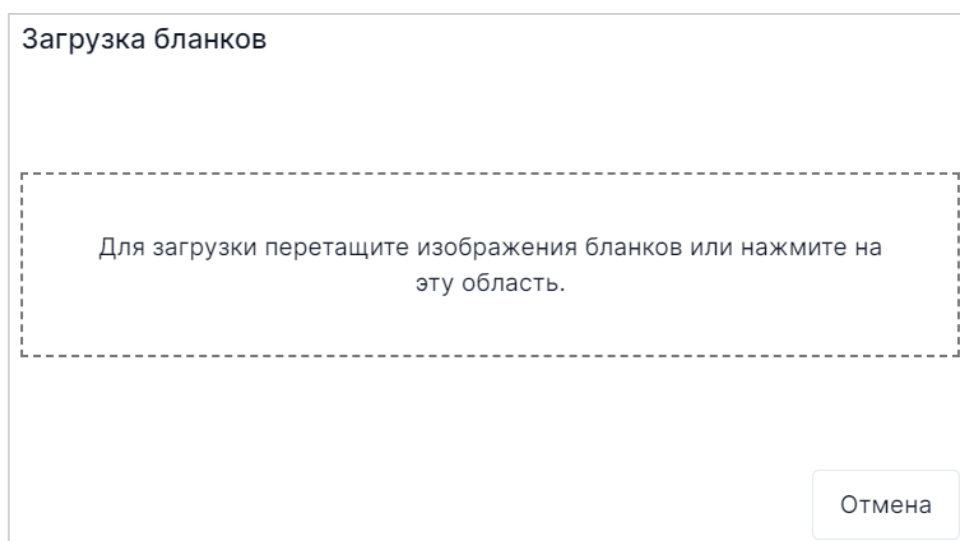 Загрузка бланков
Для загрузки перетащите изображения бланков или нажмите на
эту область.
Отмена